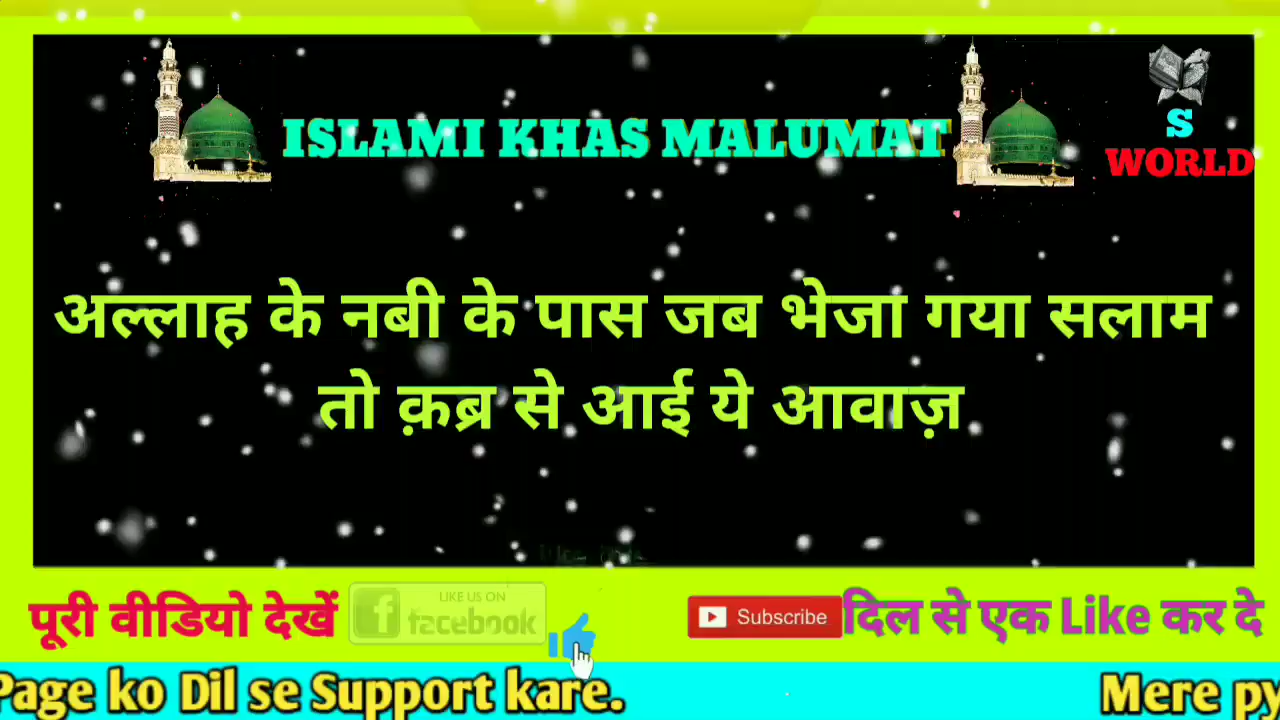 ISLAMI KHAS MALUMAT
S
WORLD
अल्लाह के नबी के पास जब भेजा गया सलाम
तो क़ब्र से आई ये आवाज़
पूरी वीडियो देखें
LIKE US ON
facebook
Subscribe
दिल से एक Like कर दे
Page ko Dil se Support kare.
Mere